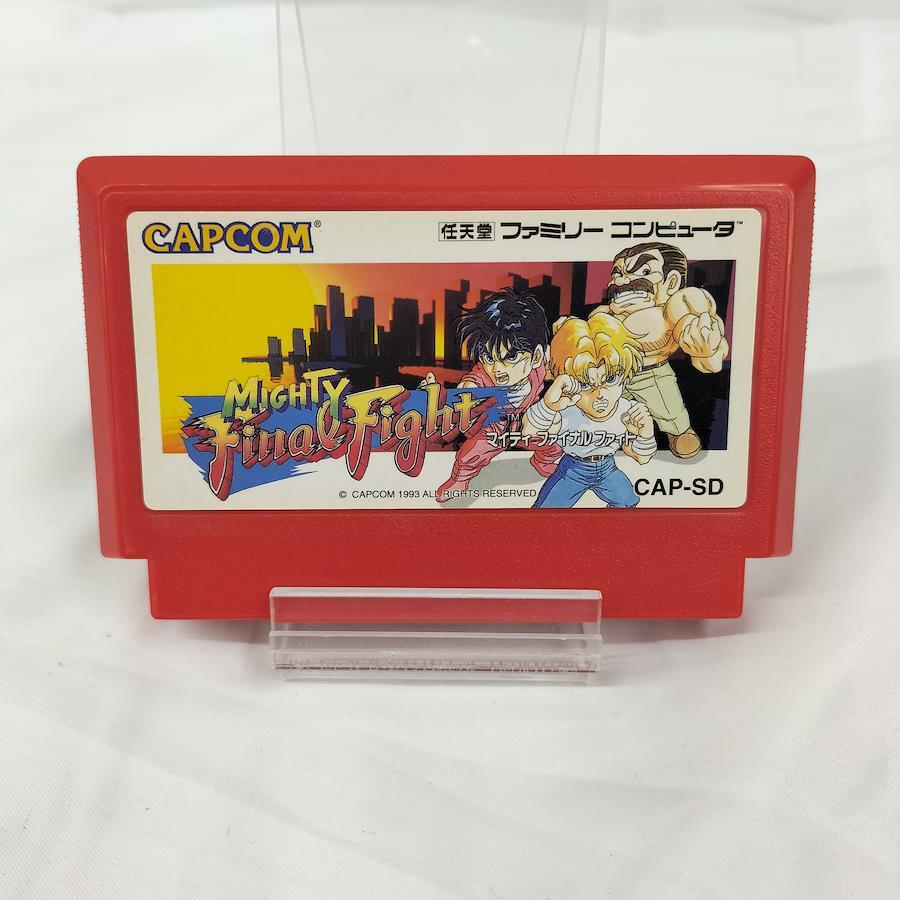 CAPCOM®
任天堂 ファミリー コンピュータ™
MIGHTY
Final Fight™
マイティ ファイナル ファイト
© CAPCOM 1993 ALL RIGHTS RESERVED
CAP-SD